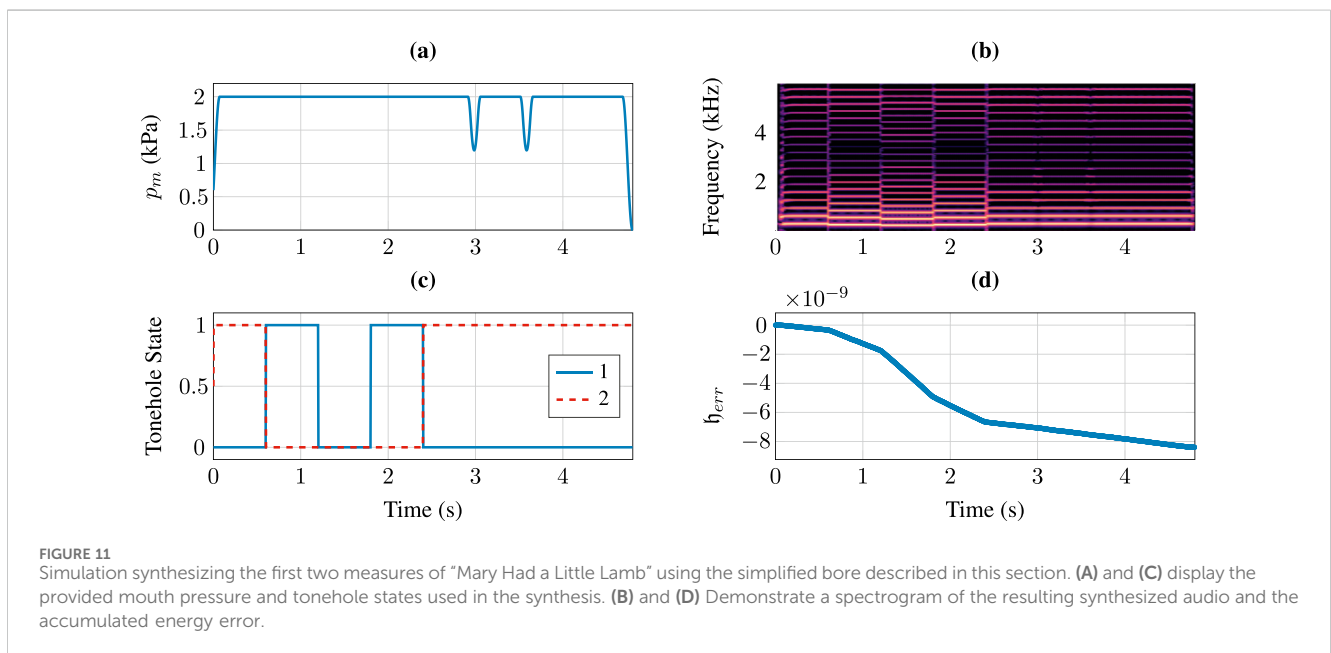 (a)
2
1.5
1
0.5
0
p_m (kPa)
0 1 2 3 4
(b)
4
2
Frequency (kHz)
0 1 2 3 4
(c)
1
0.5
0
Tonehole State
1
2
0 1 2 3 4
Time (s)
(d)
×10⁻⁹
0
−2
−4
−6
−8
𝔥_err
0 1 2 3 4
Time (s)
FIGURE 11
Simulation synthesizing the first two measures of “Mary Had a Little Lamb” using the simplified bore described in this section. (A) and (C) display the
provided mouth pressure and tonehole states used in the synthesis. (B) and (D) Demonstrate a spectrogram of the resulting synthesized audio and the
accumulated energy error.